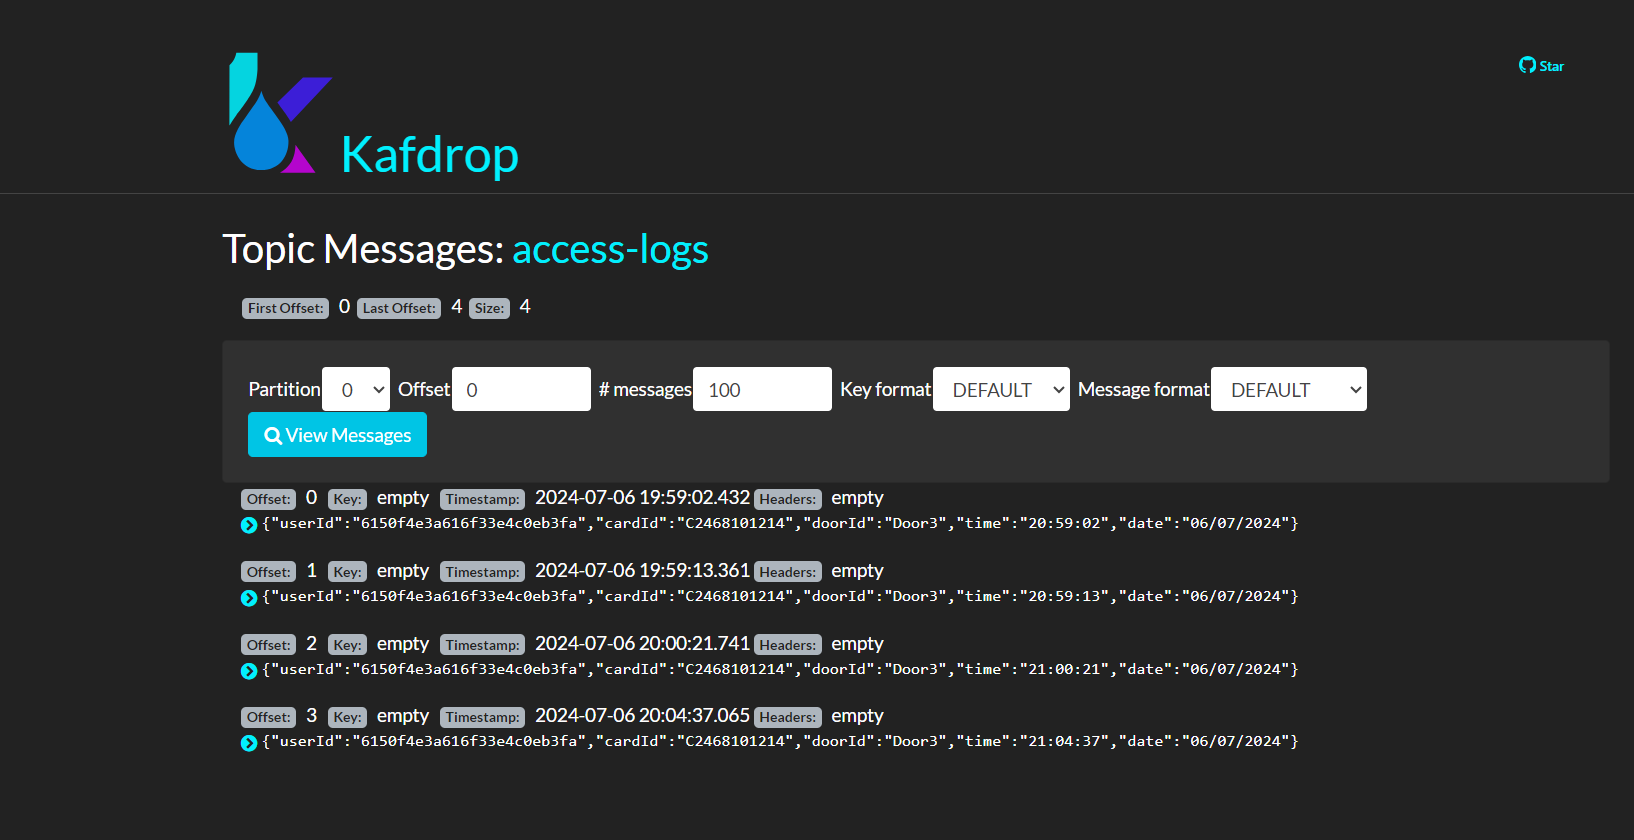 Star
Kafdrop
Topic Messages: access-logs
First Offset: 0 Last Offset: 4 Size: 4
Partition 0 Offset 0 # messages 100 Key format DEFAULT Message format DEFAULT
View Messages
Offset: 0 Key: empty Timestamp: 2024-07-06 19:59:02.432 Headers: empty
{"userId":"6150f4e3a616f33e4c0eb3fa","cardId":"C2468101214","doorId":"Door3","time":"20:59:02","date":"06/07/2024"}
Offset: 1 Key: empty Timestamp: 2024-07-06 19:59:13.361 Headers: empty
{"userId":"6150f4e3a616f33e4c0eb3fa","cardId":"C2468101214","doorId":"Door3","time":"20:59:13","date":"06/07/2024"}
Offset: 2 Key: empty Timestamp: 2024-07-06 20:00:21.741 Headers: empty
{"userId":"6150f4e3a616f33e4c0eb3fa","cardId":"C2468101214","doorId":"Door3","time":"21:00:21","date":"06/07/2024"}
Offset: 3 Key: empty Timestamp: 2024-07-06 20:04:37.065 Headers: empty
{"userId":"6150f4e3a616f33e4c0eb3fa","cardId":"C2468101214","doorId":"Door3","time":"21:04:37","date":"06/07/2024"}